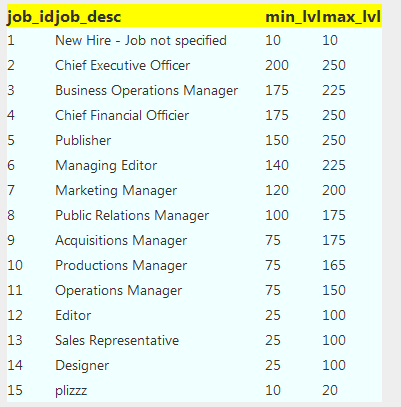 job_id job_desc min_lvl max_lvl
1 New Hire - Job not specified 10 10
2 Chief Executive Officer 200 250
3 Business Operations Manager 175 225
4 Chief Financial Officier 175 250
5 Publisher 150 250
6 Managing Editor 140 225
7 Marketing Manager 120 200
8 Public Relations Manager 100 175
9 Acquisitions Manager 75 175
10 Productions Manager 75 165
11 Operations Manager 75 150
12 Editor 25 100
13 Sales Representative 25 100
14 Designer 25 100
15 plizzz 10 20